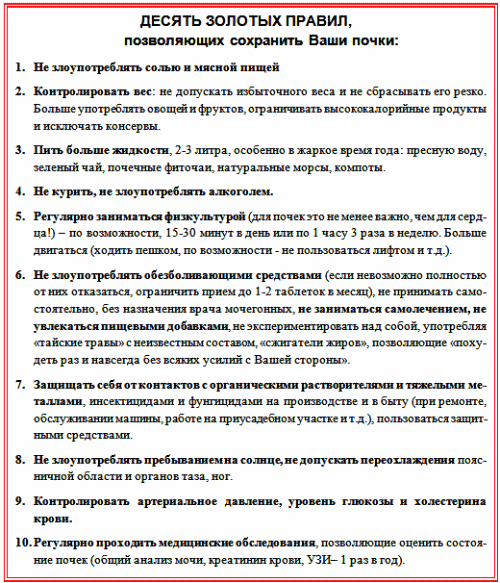 ДЕСЯТЬ ЗОЛОТЫХ ПРАВИЛ,
позволяющих сохранить Ваши почки:
1. Не злоупотреблять солью и мясной пищей
2. Контролировать вес: не допускать избыточного веса и не сбрасывать его резко.
Больше употреблять овощей и фруктов, ограничивать высококалорийные продукты
и исключать консервы.
3. Пить больше жидкости, 2-3 литра, особенно в жаркое время года: пресную воду,
зеленый чай, почечные фиточаи, натуральные морсы, компоты.
4. Не курить, не злоупотреблять алкоголем.
5. Регулярно заниматься физкультурой (для почек это не менее важно, чем для серд-
ца!) – по возможности, 15-30 минут в день или по 1 часу 3 раза в неделю. Больше
двигаться (ходить пешком, по возможности - не пользоваться лифтом и т.д.).
6. Не злоупотреблять обезболивающими средствами (если невозможно полностью
от них отказаться, ограничить прием до 1-2 таблеток в месяц), не принимать само-
стоятельно, без назначения врача мочегонных, не заниматься самолечением, не
увлекаться пищевыми добавками, не экспериментировать над собой, употребляя
«тайские травы» с неизвестным составом, «сжигатели жиров», позволяющие «поху-
деть раз и навсегда без всяких усилий с Вашей стороны».
7. Защищать себя от контактов с органическими растворителями и тяжелыми ме-
таллами, инсектицидами и фунгицидами на производстве и в быту (при ремонте,
обслуживании машины, работе на приусадебном участке и т.д.), пользоваться защит-
ными средствами.
8. Не злоупотреблять пребыванием на солнце, не допускать переохлаждения пояс-
ничной области и органов таза, ног.
9. Контролировать артериальное давление, уровень глюкозы и холестерина
крови.
10. Регулярно проходить медицинские обследования, позволяющие оценить состоя-
ние почек (общий анализ мочи, креатинин крови, УЗИ– 1 раз в год).